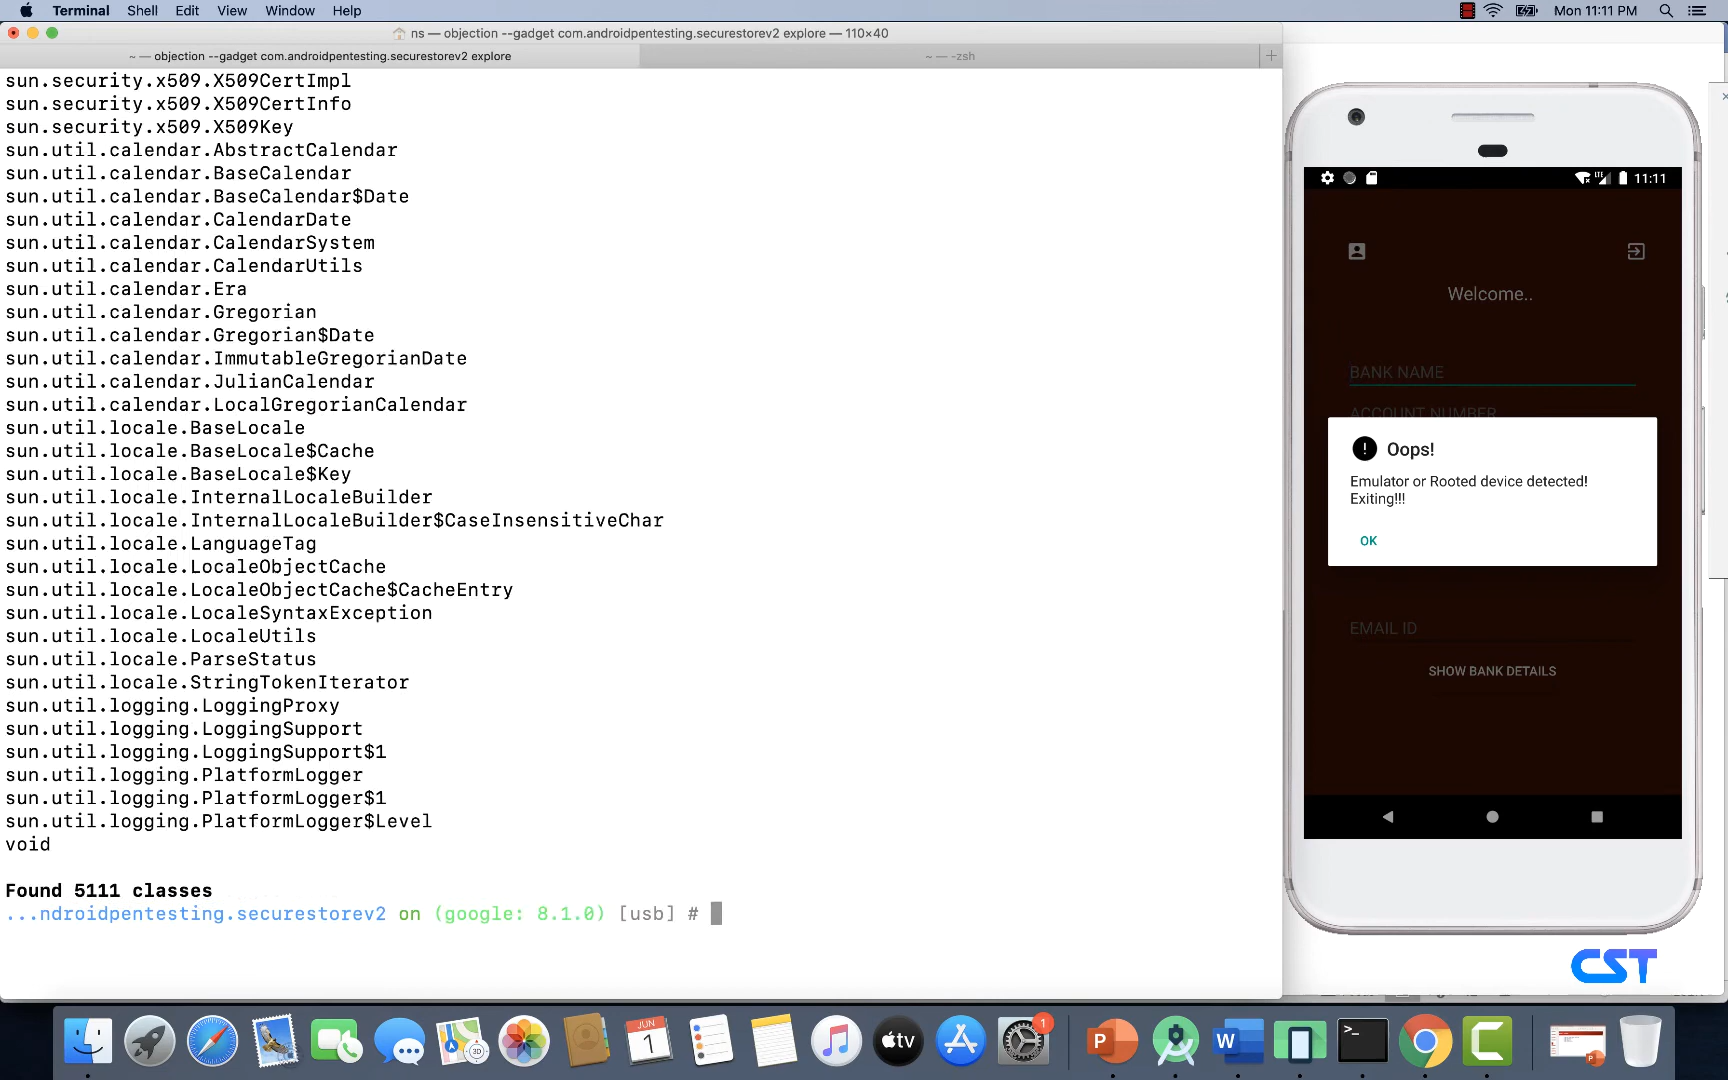 Terminal Shell Edit View Window Help
Mon 11:11 PM
ns — objection --gadget com.androidpentesting.securestorev2 explore — 110×40
~ — objection --gadget com.androidpentesting.securestorev2 explore
~ — -zsh
sun.security.x509.X509CertImpl
sun.security.x509.X509CertInfo
sun.security.x509.X509Key
sun.util.calendar.AbstractCalendar
sun.util.calendar.BaseCalendar
sun.util.calendar.BaseCalendar$Date
sun.util.calendar.CalendarDate
sun.util.calendar.CalendarSystem
sun.util.calendar.CalendarUtils
sun.util.calendar.Era
sun.util.calendar.Gregorian
sun.util.calendar.Gregorian$Date
sun.util.calendar.ImmutableGregorianDate
sun.util.calendar.JulianCalendar
sun.util.calendar.LocalGregorianCalendar
sun.util.locale.BaseLocale
sun.util.locale.BaseLocale$Cache
sun.util.locale.BaseLocale$Key
sun.util.locale.InternalLocaleBuilder
sun.util.locale.InternalLocaleBuilder$CaseInsensitiveChar
sun.util.locale.LanguageTag
sun.util.locale.LocaleObjectCache
sun.util.locale.LocaleObjectCache$CacheEntry
sun.util.locale.LocaleSyntaxException
sun.util.locale.LocaleUtils
sun.util.locale.ParseStatus
sun.util.locale.StringTokenIterator
sun.util.logging.LoggingProxy
sun.util.logging.LoggingSupport
sun.util.logging.LoggingSupport$1
sun.util.logging.PlatformLogger
sun.util.logging.PlatformLogger$1
sun.util.logging.PlatformLogger$Level
void
Found 5111 classes
...ndroidpentesting.securestorev2 on (google: 8.1.0) [usb] #
LTE 11:11
Welcome..
BANK NAME
ACCOUNT NUMBER
Oops!
Emulator or Rooted device detected!
Exiting!!!
OK
EMAIL ID
SHOW BANK DETAILS
CST
3D
JUN
1
tv
1
P
W
>_
C